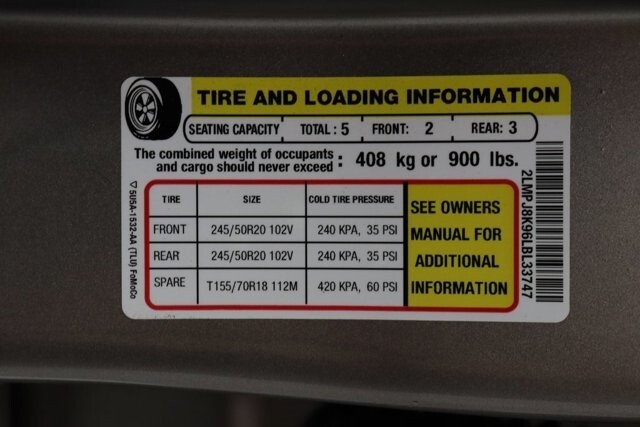 TIRE AND LOADING INFORMATION
SEATING CAPACITY TOTAL : 5 FRONT: 2 REAR: 3
The combined weight of occupants
and cargo should never exceed : 408 kg or 900 lbs.
TIRE SIZE COLD TIRE PRESSURE
FRONT 245/50R20 102V 240 KPA, 35 PSI
REAR 245/50R20 102V 240 KPA, 35 PSI
SPARE T155/70R18 112M 420 KPA, 60 PSI
SEE OWNERS
MANUAL FOR
ADDITIONAL
INFORMATION
2LMPJ8K96LBL33747
▽ 5U5A-1532-AA (TLU) FoMoCo